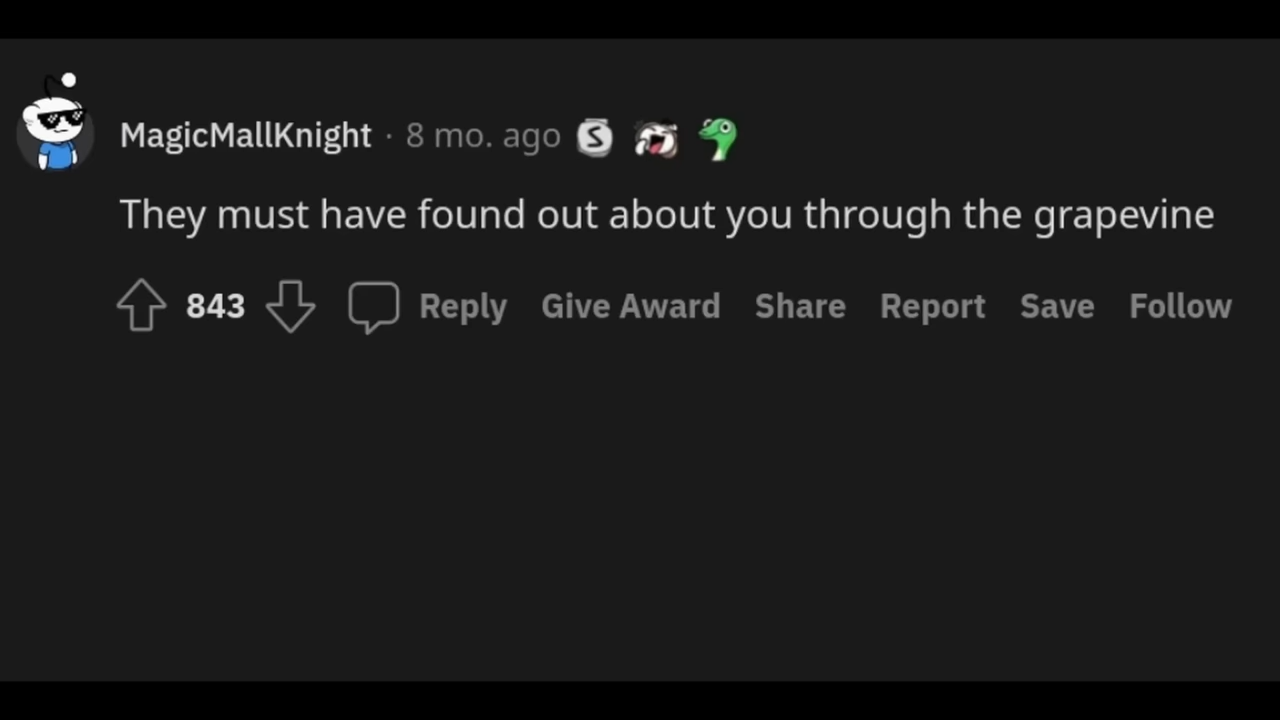 MagicMallKnight · 8 mo. ago
They must have found out about you through the grapevine
843 Reply Give Award Share Report Save Follow